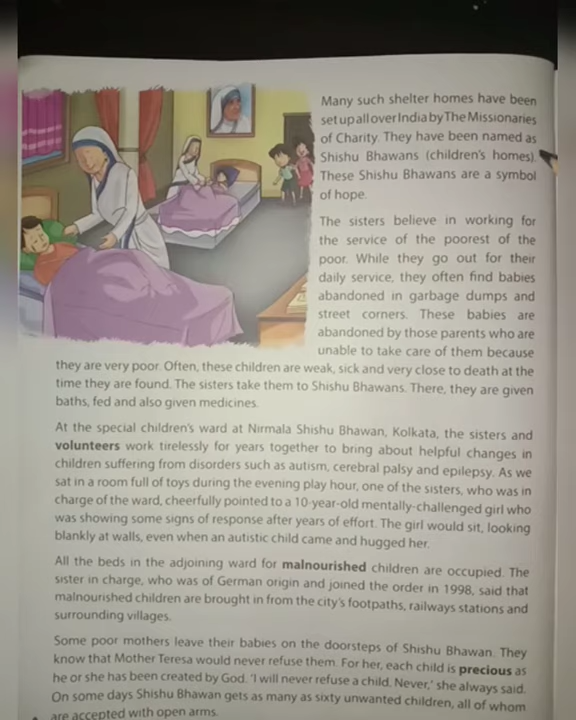 Many such shelter homes have been
set up all over India by The Missionaries
of Charity. They have been named as
Shishu Bhawans (children's homes).
These Shishu Bhawans are a symbol
of hope.
The sisters believe in working for
the service of the poorest of the
poor. While they go out for their
daily service, they often find babies
abandoned in garbage dumps and
street corners. These babies are
abandoned by those parents who are
unable to take care of them because
they are very poor. Often, these children are weak, sick and very close to death at the
time they are found. The sisters take them to Shishu Bhawans. There, they are given
baths, fed and also given medicines.
At the special children's ward at Nirmala Shishu Bhawan, Kolkata, the sisters and
volunteers work tirelessly for years together to bring about helpful changes in
children suffering from disorders such as autism, cerebral palsy and epilepsy. As we
sat in a room full of toys during the evening play hour, one of the sisters, who was in
charge of the ward, cheerfully pointed to a 10-year-old mentally-challenged girl who
was showing some signs of response after years of effort. The girl would sit, looking
blankly at walls, even when an autistic child came and hugged her.
All the beds in the adjoining ward for malnourished children are occupied. The
sister in charge, who was of German origin and joined the order in 1998, said that
malnourished children are brought in from the city's footpaths, railways stations and
surrounding villages.
Some poor mothers leave their babies on the doorsteps of Shishu Bhawan. They
know that Mother Teresa would never refuse them. For her, each child is precious as
he or she has been created by God. 'I will never refuse a child. Never,' she always said.
On some days Shishu Bhawan gets as many as sixty unwanted children, all of whom
are accepted with open arms.